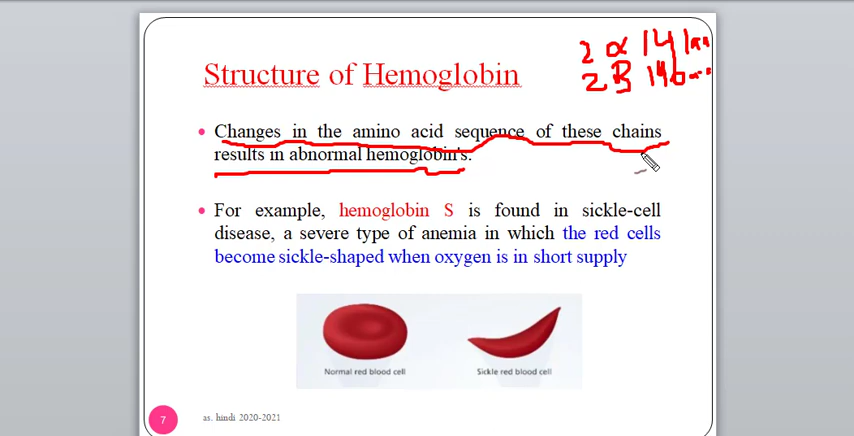 Structure of Hemoglobin
2 α 141 aa
2 β 146 aa
Changes in the amino acid sequence of these chains
results in abnormal hemoglobin's.
For example, hemoglobin S is found in sickle-cell
disease, a severe type of anemia in which the red cells
become sickle-shaped when oxygen is in short supply
Normal red blood cell
Sickle red blood cell
7
as. hindi 2020-2021